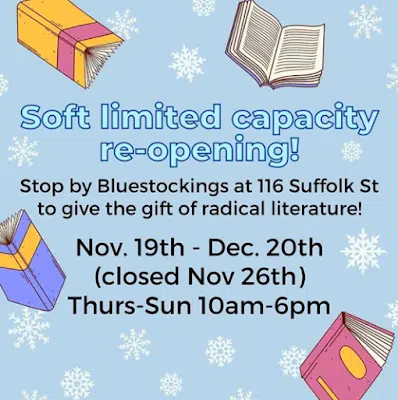 Soft limited capacity
re-opening!
Stop by Bluestockings at 116 Suffolk St
to give the gift of radical literature!
Nov. 19th - Dec. 20th
(closed Nov 26th)
Thurs-Sun 10am-6pm